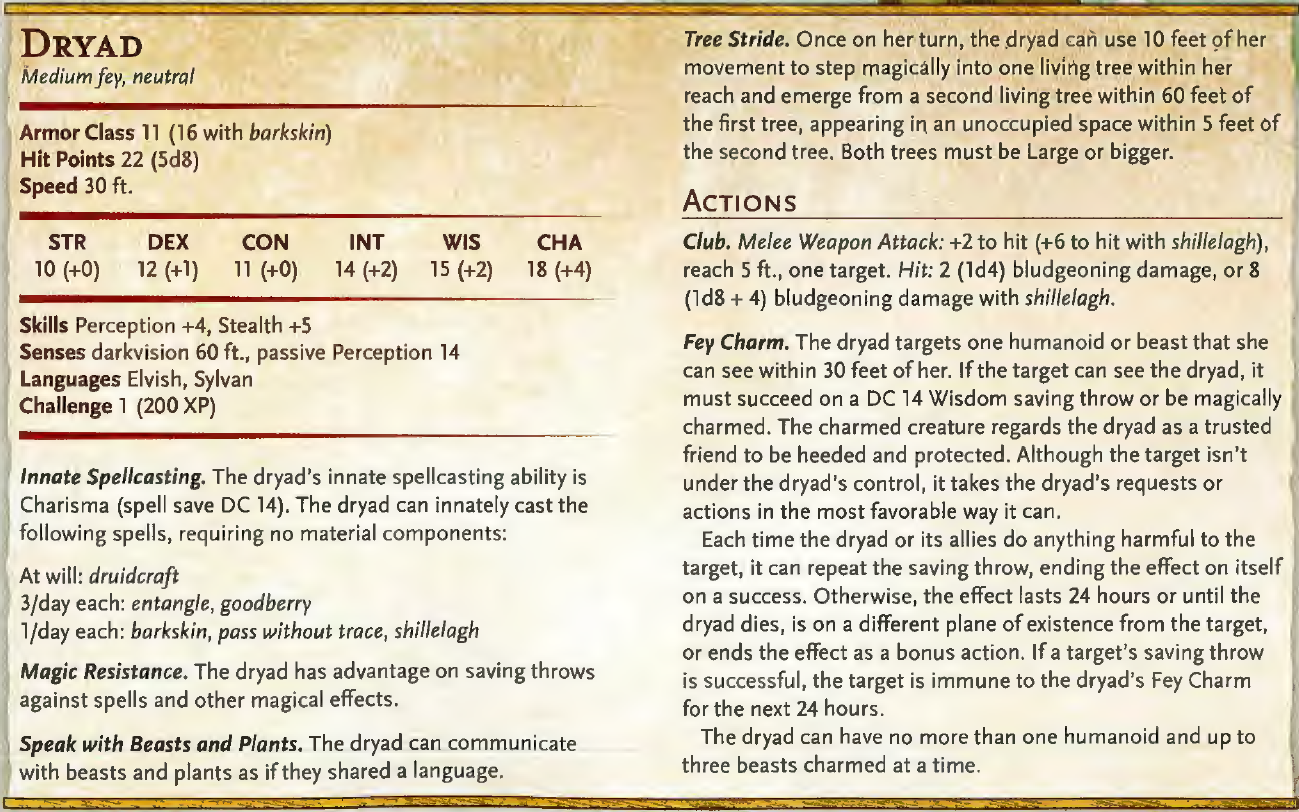 DRYAD
Medium fey, neutral
Armor Class 11 (16 with barkskin)
Hit Points 22 (5d8)
Speed 30 ft.
STR DEX CON INT WIS CHA
10 (+0) 12 (+1) 11 (+0) 14 (+2) 15 (+2) 18 (+4)
Skills Perception +4, Stealth +5
Senses darkvision 60 ft., passive Perception 14
Languages Elvish, Sylvan
Challenge 1 (200 XP)
Innate Spellcasting. The dryad's innate spellcasting ability is
Charisma (spell save DC 14). The dryad can innately cast the
following spells, requiring no material components:
At will: druidcraft
3/day each: entangle, goodberry
1/day each: barkskin, pass without trace, shillelagh
Magic Resistance. The dryad has advantage on saving throws
against spells and other magical effects.
Speak with Beasts and Plants. The dryad can communicate
with beasts and plants as if they shared a language.
Tree Stride. Once on her turn, the dryad can use 10 feet of her
movement to step magically into one living tree within her
reach and emerge from a second living tree within 60 feet of
the first tree, appearing in an unoccupied space within 5 feet of
the second tree. Both trees must be Large or bigger.
ACTIONS
Club. Melee Weapon Attack: +2 to hit (+6 to hit with shillelagh),
reach 5 ft., one target. Hit: 2 (1d4) bludgeoning damage, or 8
(1d8 + 4) bludgeoning damage with shillelagh.
Fey Charm. The dryad targets one humanoid or beast that she
can see within 30 feet of her. If the target can see the dryad, it
must succeed on a DC 14 Wisdom saving throw or be magically
charmed. The charmed creature regards the dryad as a trusted
friend to be heeded and protected. Although the target isn't
under the dryad's control, it takes the dryad's requests or
actions in the most favorable way it can.
Each time the dryad or its allies do anything harmful to the
target, it can repeat the saving throw, ending the effect on itself
on a success. Otherwise, the effect lasts 24 hours or until the
dryad dies, is on a different plane of existence from the target,
or ends the effect as a bonus action. If a target's saving throw
is successful, the target is immune to the dryad's Fey Charm
for the next 24 hours.
The dryad can have no more than one humanoid and up to
three beasts charmed at a time.